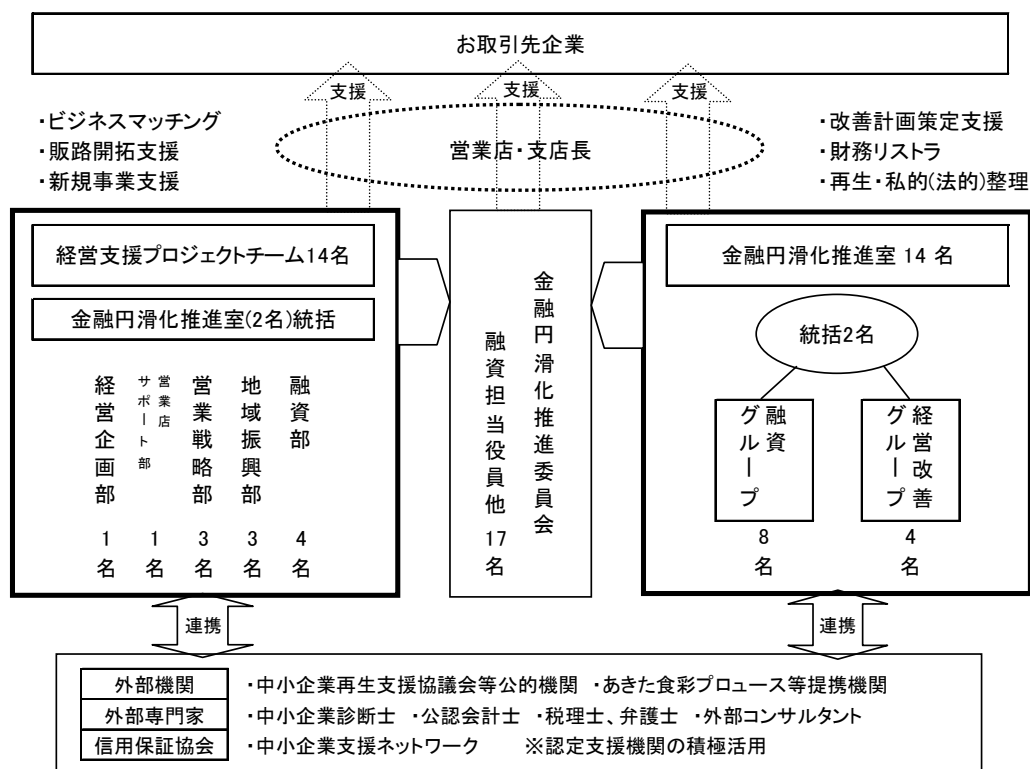 お取引先企業
支援
支援
支援
・ビジネスマッチング
・販路開拓支援
・新規事業支援
営業店・支店長
・改善計画策定支援
・財務リストラ
・再生・私的(法的)整理
経営支援プロジェクトチーム14名
金融円滑化推進室(2名)統括
経営企画部 1名
営業店サポート部 1名
営業戦略部 3名
地域振興部 3名
融資部 4名
金融円滑化推進委員会
融資担当役員他 17名
金融円滑化推進室 14 名
統括2名
融資グループ
8名
経営改善グループ
4名
連携
連携
外部機関 ・中小企業再生支援協議会等公的機関 ・あきた食彩プロュース等提携機関
外部専門家 ・中小企業診断士 ・公認会計士 ・税理士、弁護士 ・外部コンサルタント
信用保証協会 ・中小企業支援ネットワーク ※認定支援機関の積極活用